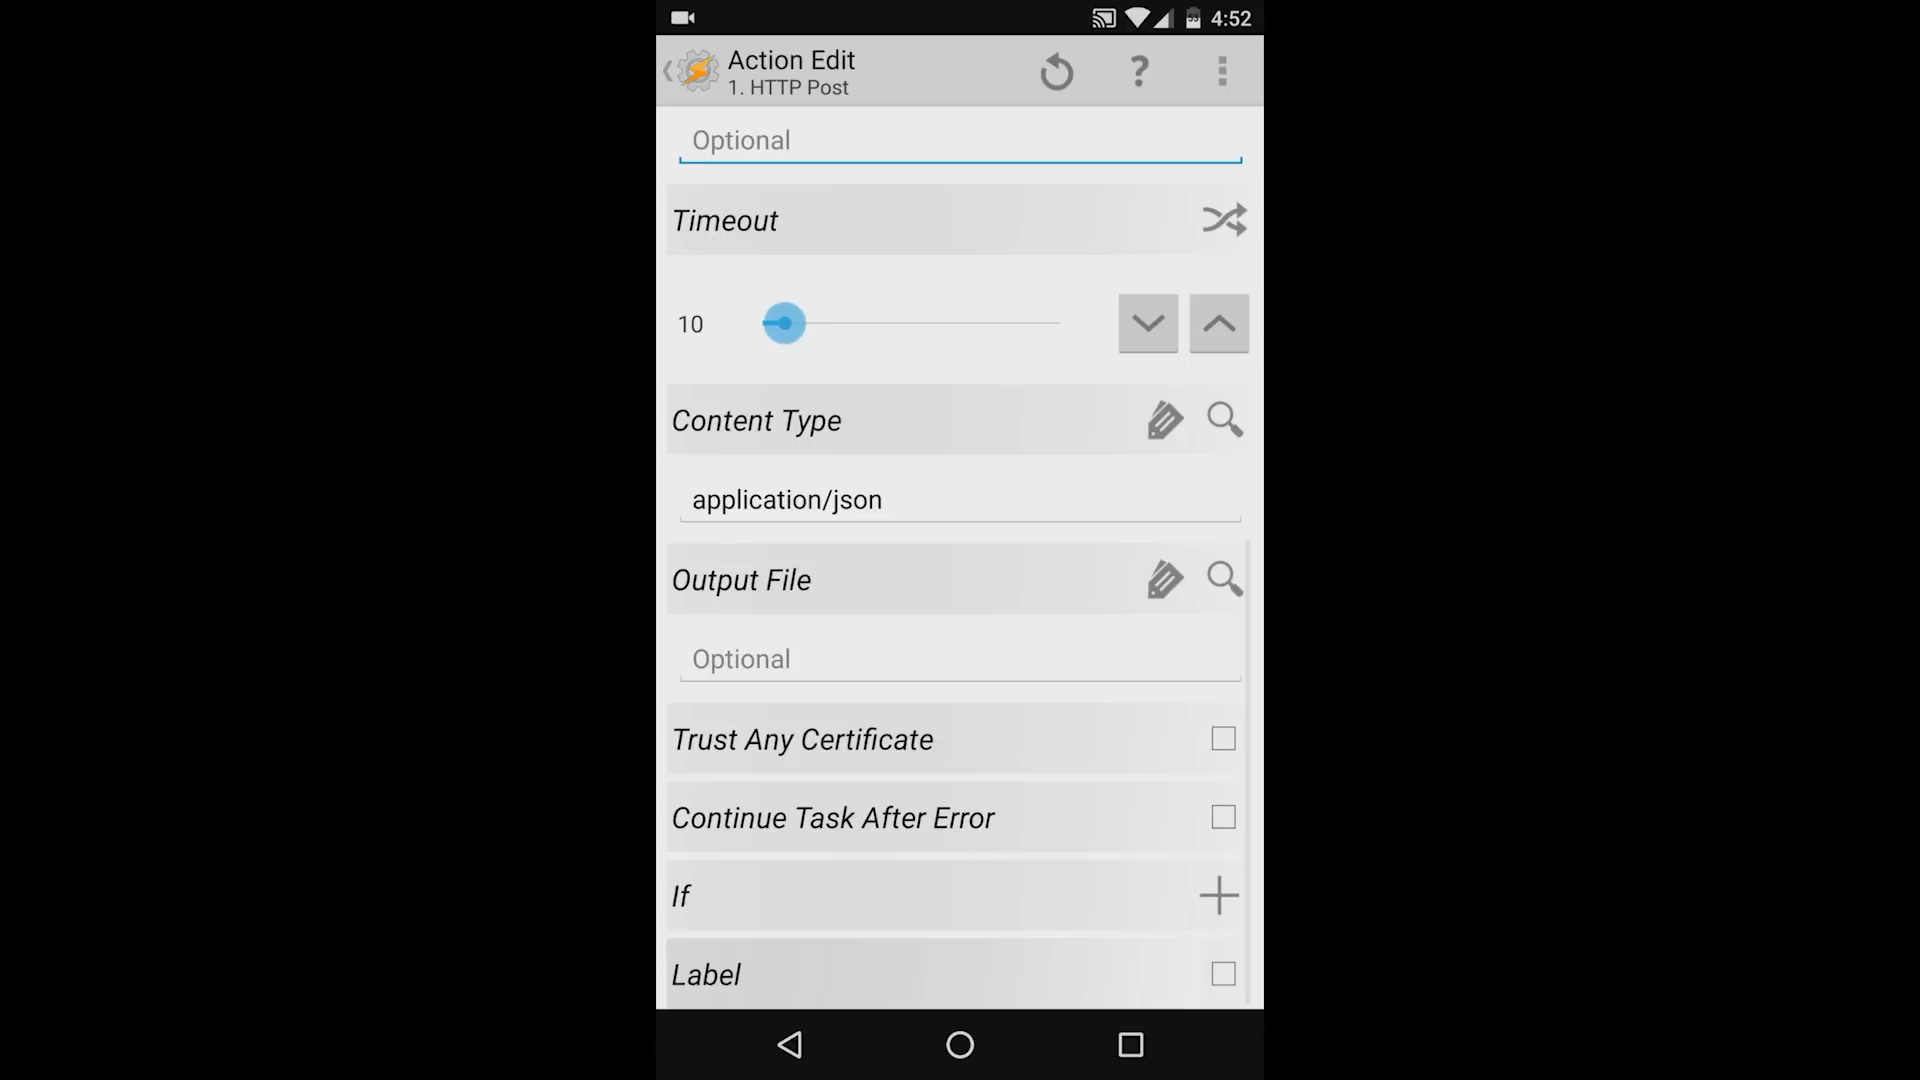 4:52
Action Edit
1. HTTP Post
Optional
Timeout
10
Content Type
application/json
Output File
Optional
Trust Any Certificate
Continue Task After Error
If
Label